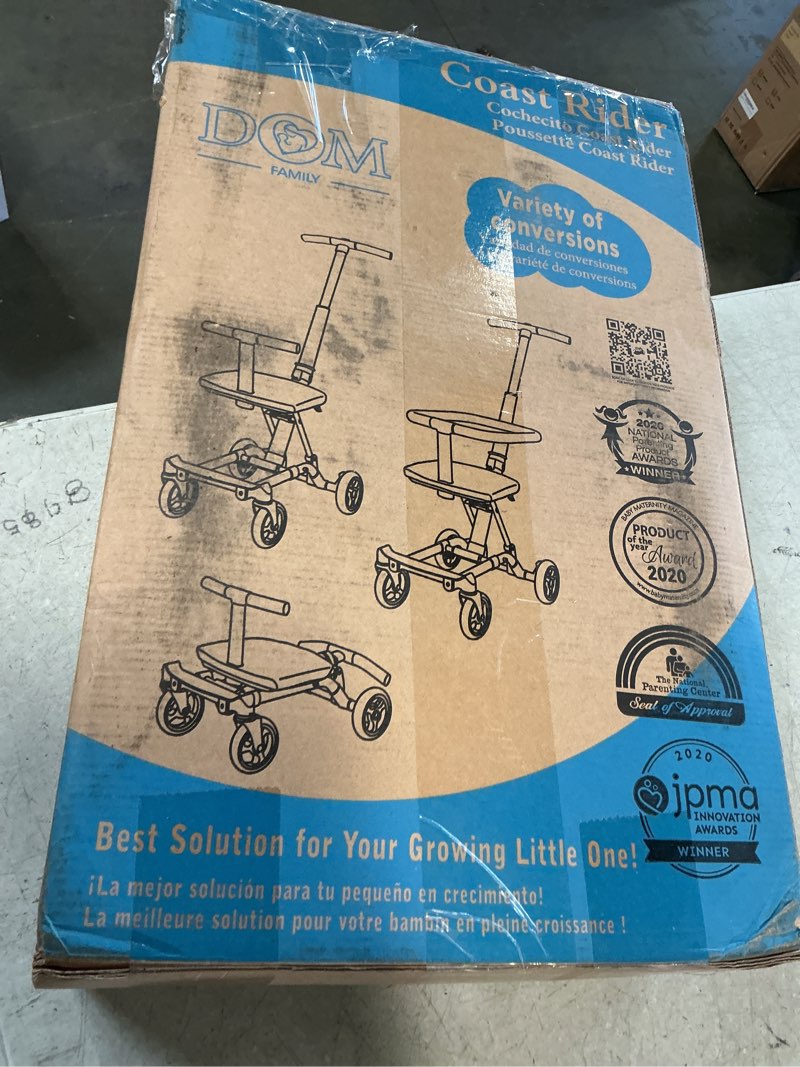 Coast Rider
Cochecito Coast Rider
Poussette Coast Rider
DOM
FAMILY
Variety of
conversions
de conversiones
variété de conversions
2020
NATIONAL
Parenting
Product
AWARDS
WINNER
BABY MATERNITY MAGAZINE
PRODUCT
of the
year
Award
2020
The National
Parenting Center
Seal of Approval
2020
jpma
INNOVATION
AWARDS
WINNER
Best Solution for Your Growing Little One!
¡La mejor solución para tu pequeño en crecimiento!
La meilleure solution pour votre bambin en pleine croissance !